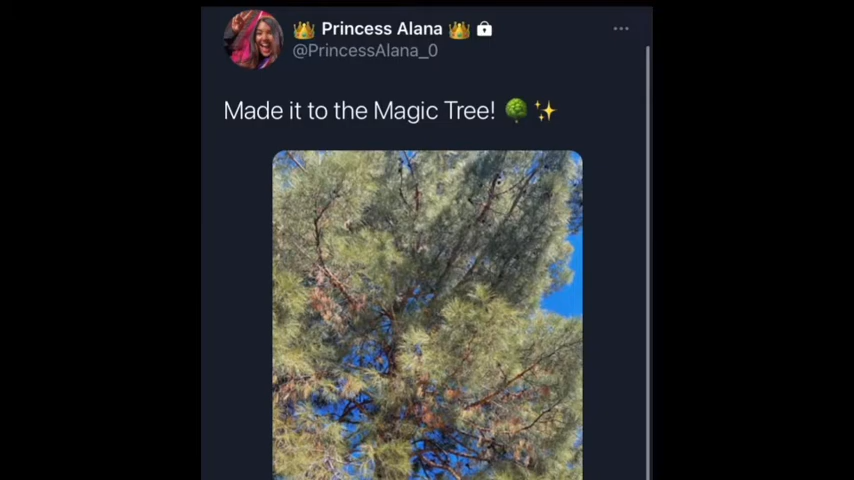 👑 Princess Alana 👑 🔒
@PrincessAlana_0
Made it to the Magic Tree! 🌳✨